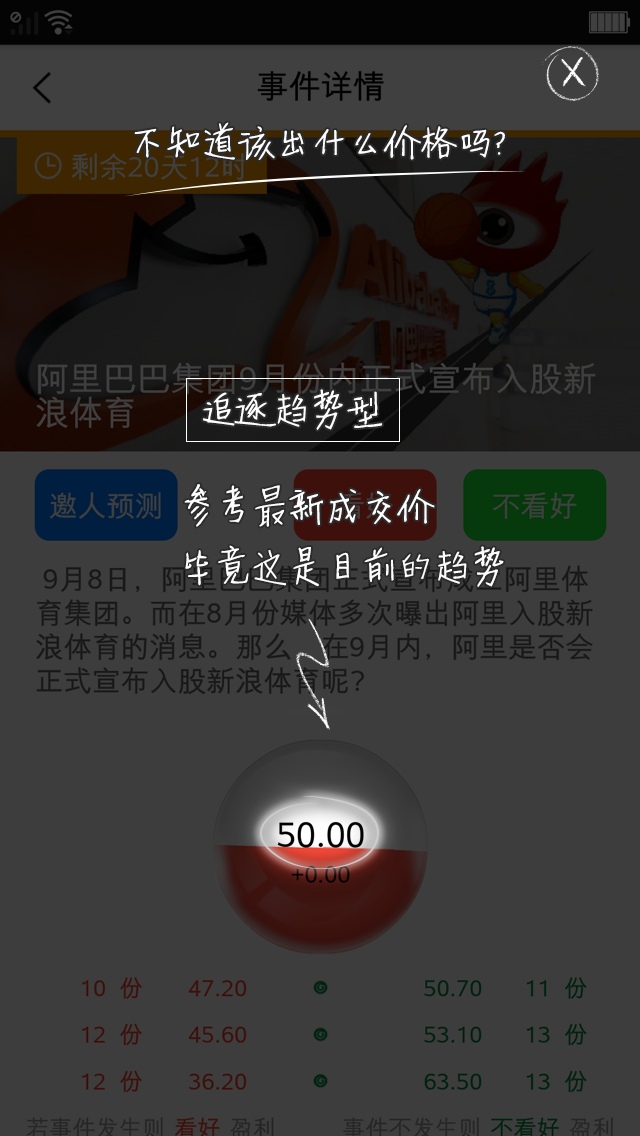 事件详情
不知道该出什么价格吗?
剩余20天12时
Alibaba
阿里巴巴集团9月份内正式宣布入股新
浪体育
追逐趋势型
邀人预测
不看好
参考最新成交价
毕竟这是目前的趋势
9月8日，阿里巴巴集团正式宣布成立阿里体
育集团。而在8月份媒体多次曝出阿里入股新
浪体育的消息。那么，在9月内，阿里是否会
正式宣布入股新浪体育呢?
50.00
+0.00
10 份 47.20 50.70 11 份
12 份 45.60 53.10 13 份
12 份 36.20 63.50 13 份
若事件发生则 看好 盈利 事件不发生则 不看好 盈利